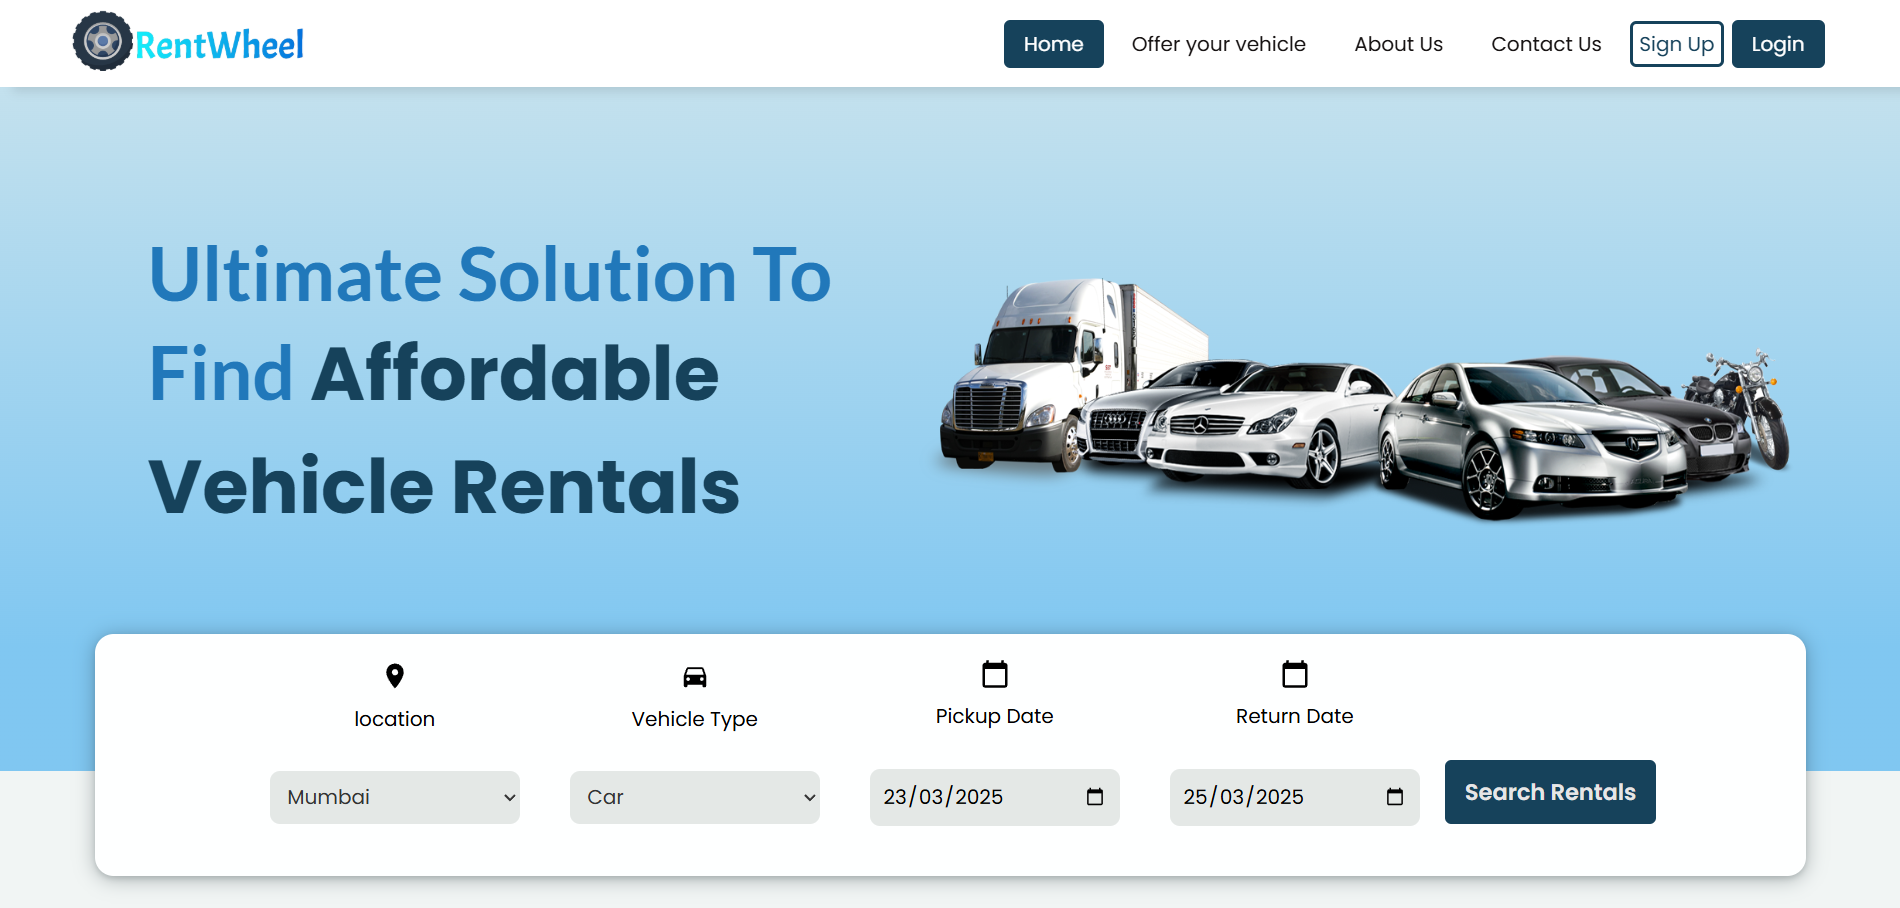 RentWheel
Home Offer your vehicle About Us Contact Us Sign Up Login
Ultimate Solution To
Find Affordable
Vehicle Rentals
location Vehicle Type Pickup Date Return Date
Mumbai Car 23/03/2025 25/03/2025 Search Rentals